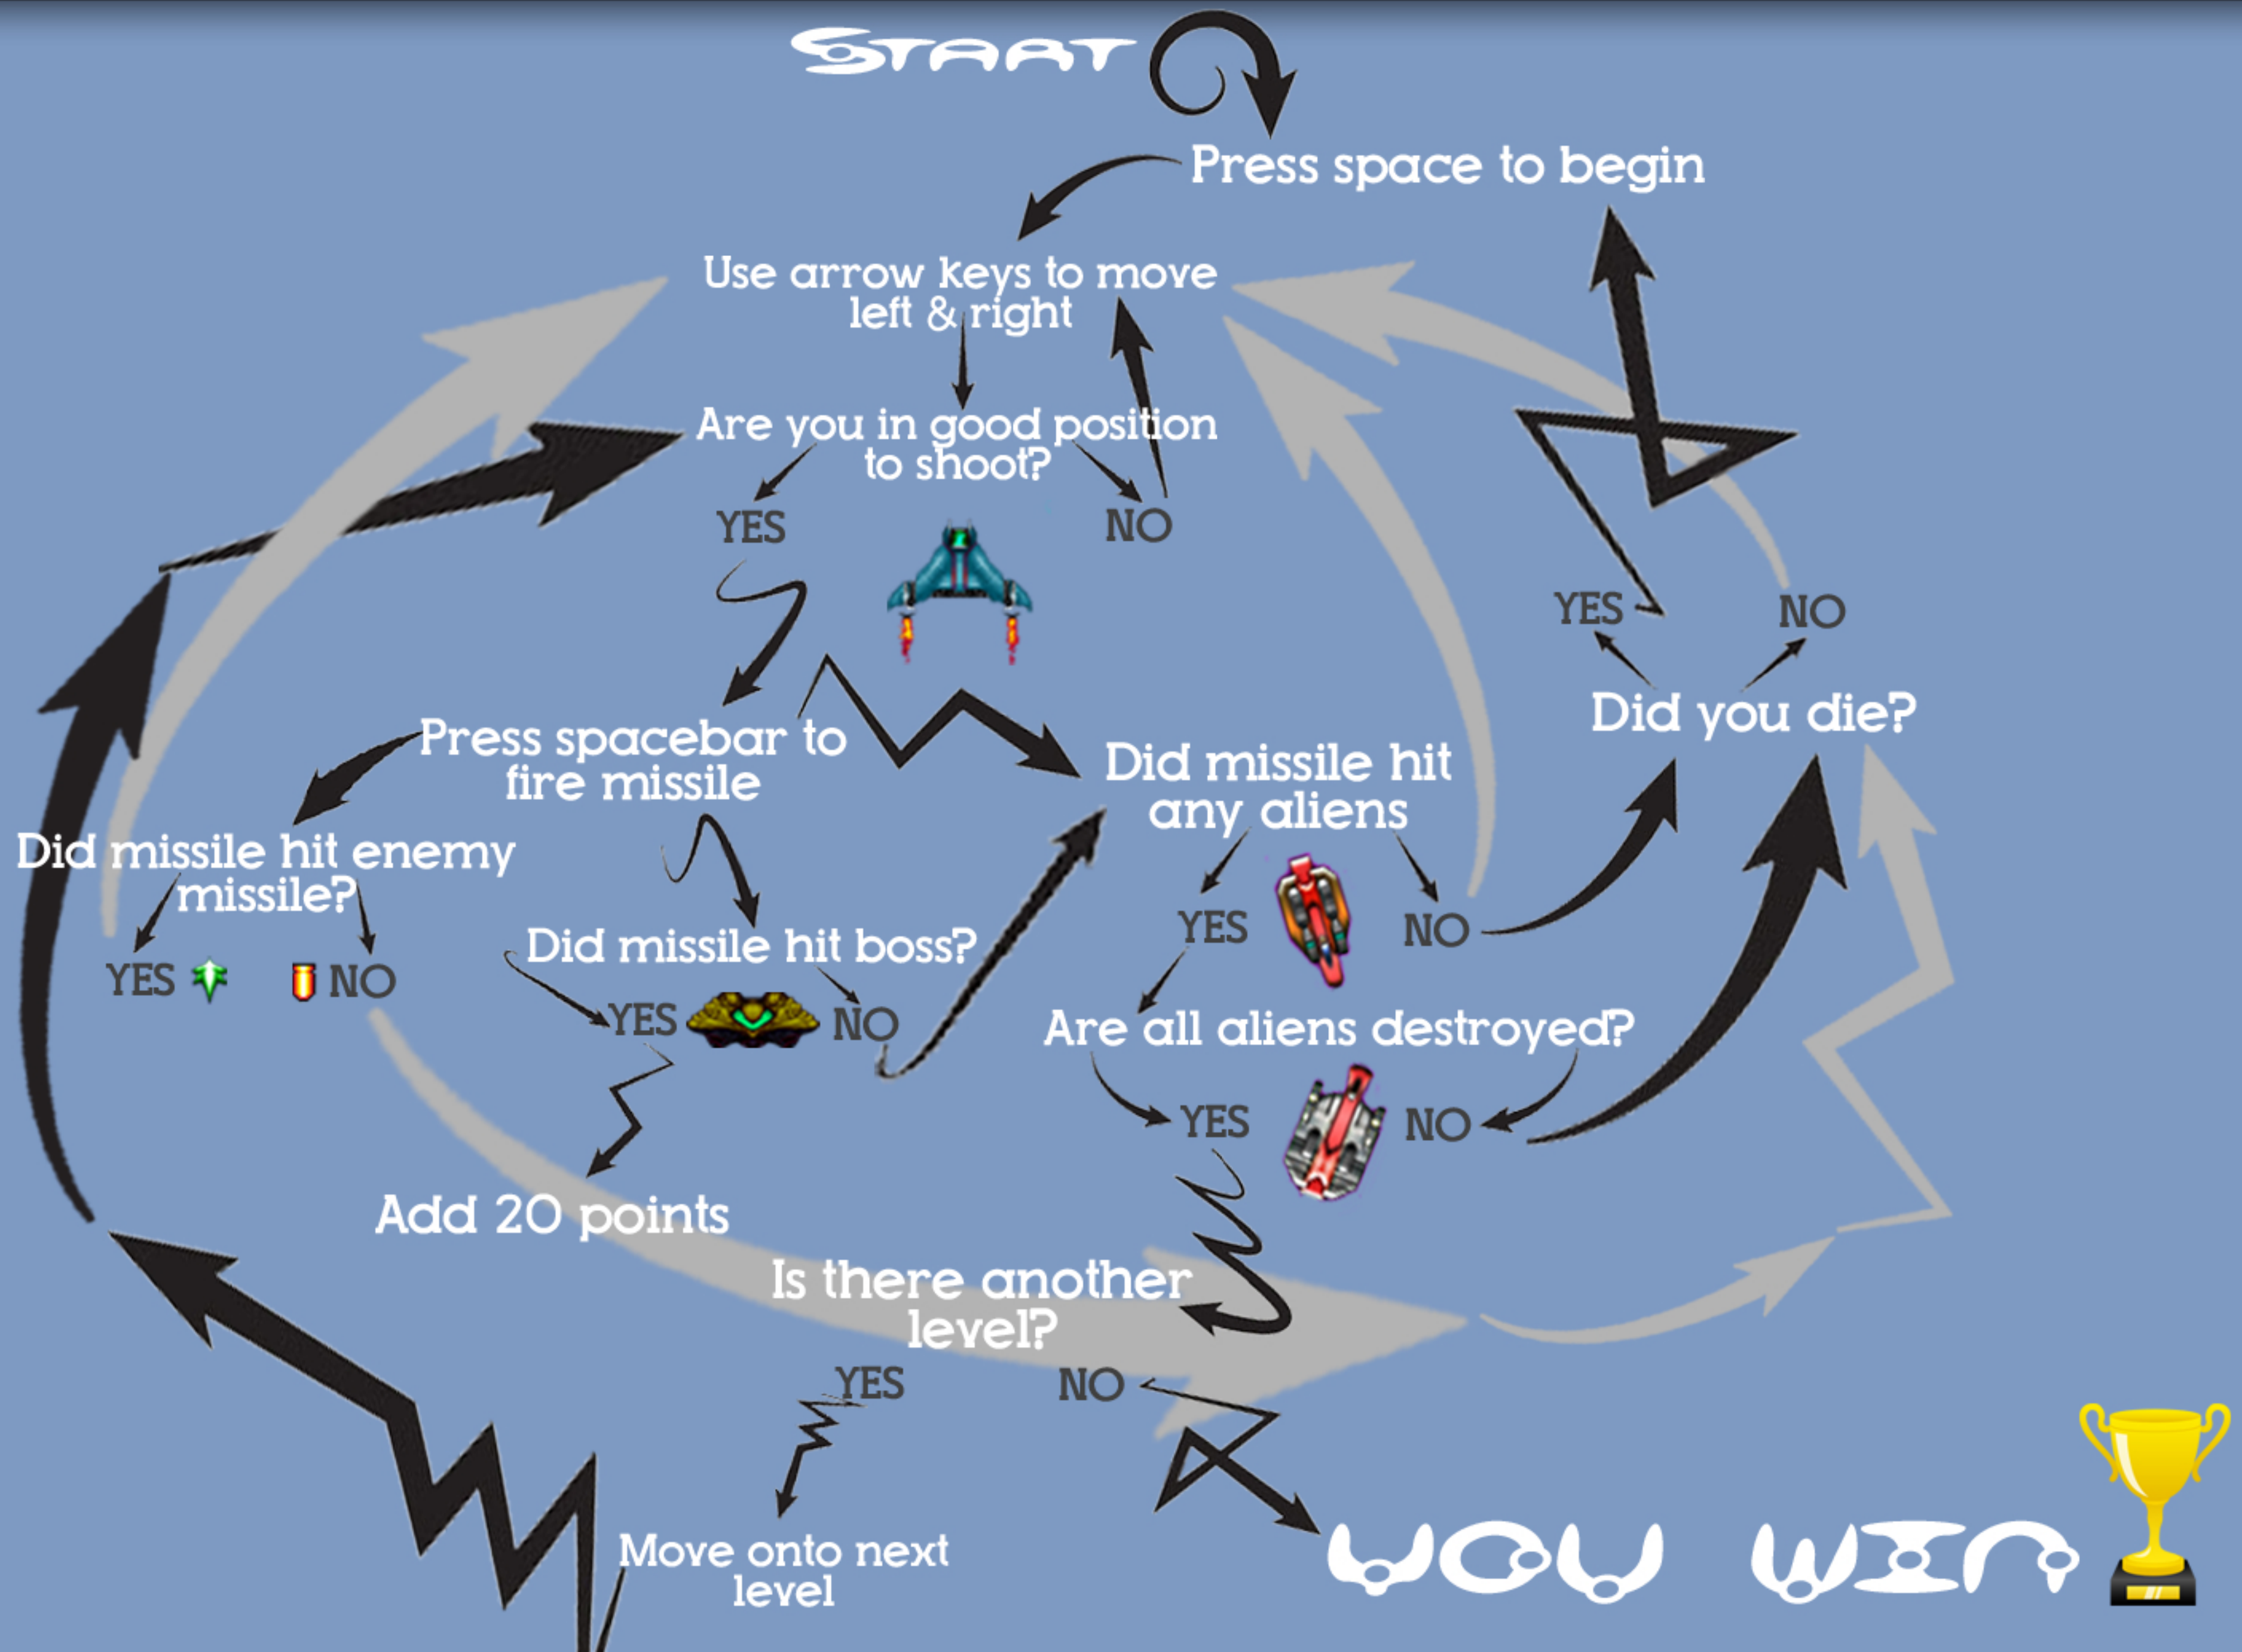 START
Press space to begin
Use arrow keys to move
left & right
Are you in good position
to shoot?
YES
NO
YES
NO
Did you die?
Press spacebar to
fire missile
Did missile hit
any aliens
Did missile hit enemy
missile?
YES
NO
Did missile hit boss?
YES
NO
YES
NO
Are all aliens destroyed?
YES
NO
Add 20 points
Is there another
level?
YES
NO
Move onto next
level
YOU WIN